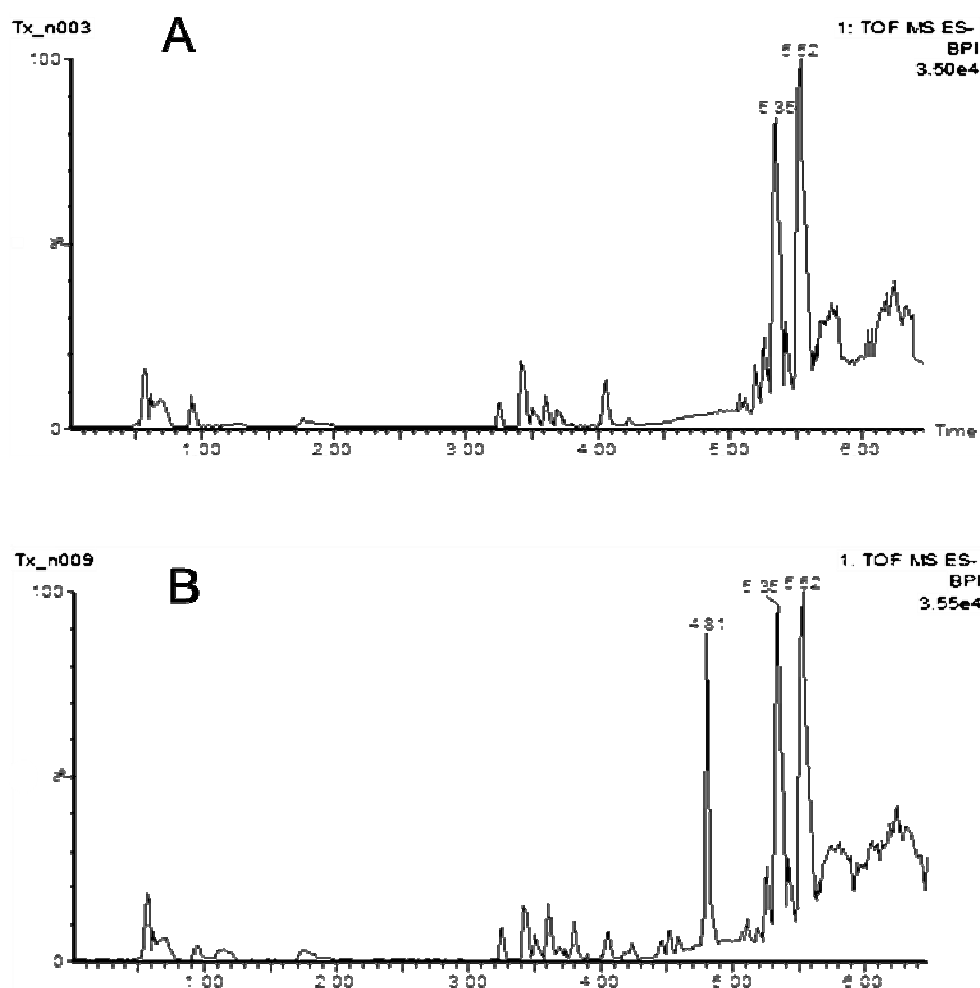 Tx_n003
A
1: TOF MS ES-
BPI
3.50e4
100
5.52
5.35
%
0
1.00 2.00 3.00 4.00 5.00 6.00
Time
Tx_n009
B
1: TOF MS ES-
BPI
3.55e4
100
5.35 5.52
4.81
%
0
1.00 2.00 3.00 4.00 5.00 6.00